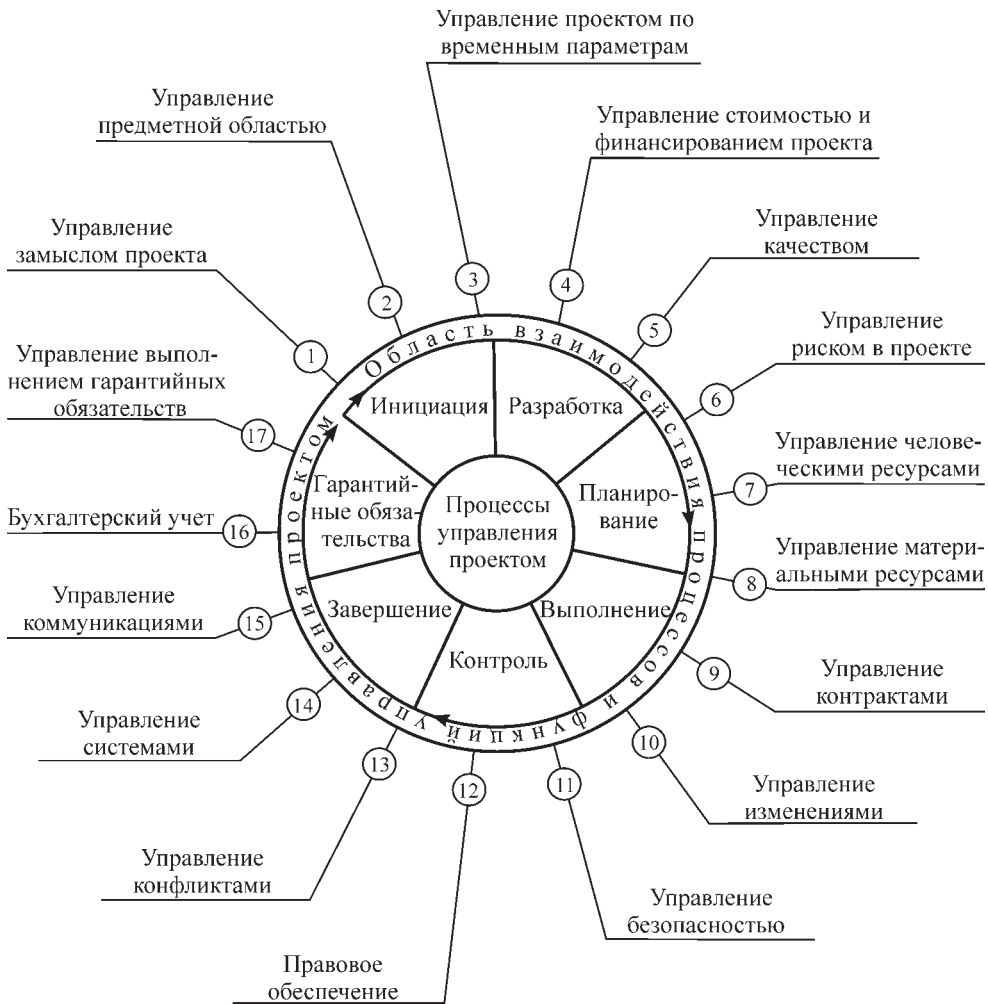 Управление проектом по
временным параметрам
3
Управление
предметной областью
2
Управление стоимостью и
финансированием проекта
4
Управление
замыслом проекта
1
Управление
качеством
5
Управление
риском в проекте
6
Управление выпол-
нением гарантийных
обязательств
17
Управление челове-
ческими ресурсами
7
Бухгалтерский учет
16
Управление матери-
альными ресурсами
8
Управление
коммуникациями
15
Управление
контрактами
9
Управление
системами
14
Управление
изменениями
10
Управление
конфликтами
13
Управление
безопасностью
11
Правовое
обеспечение
12
Область взаимодействия процессов и функций управления проектом
Инициация
Разработка
Планиро-
вание
Выполнение
Контроль
Завершение
Гарантий-
ные обяза-
тельства
Процессы
управления
проектом